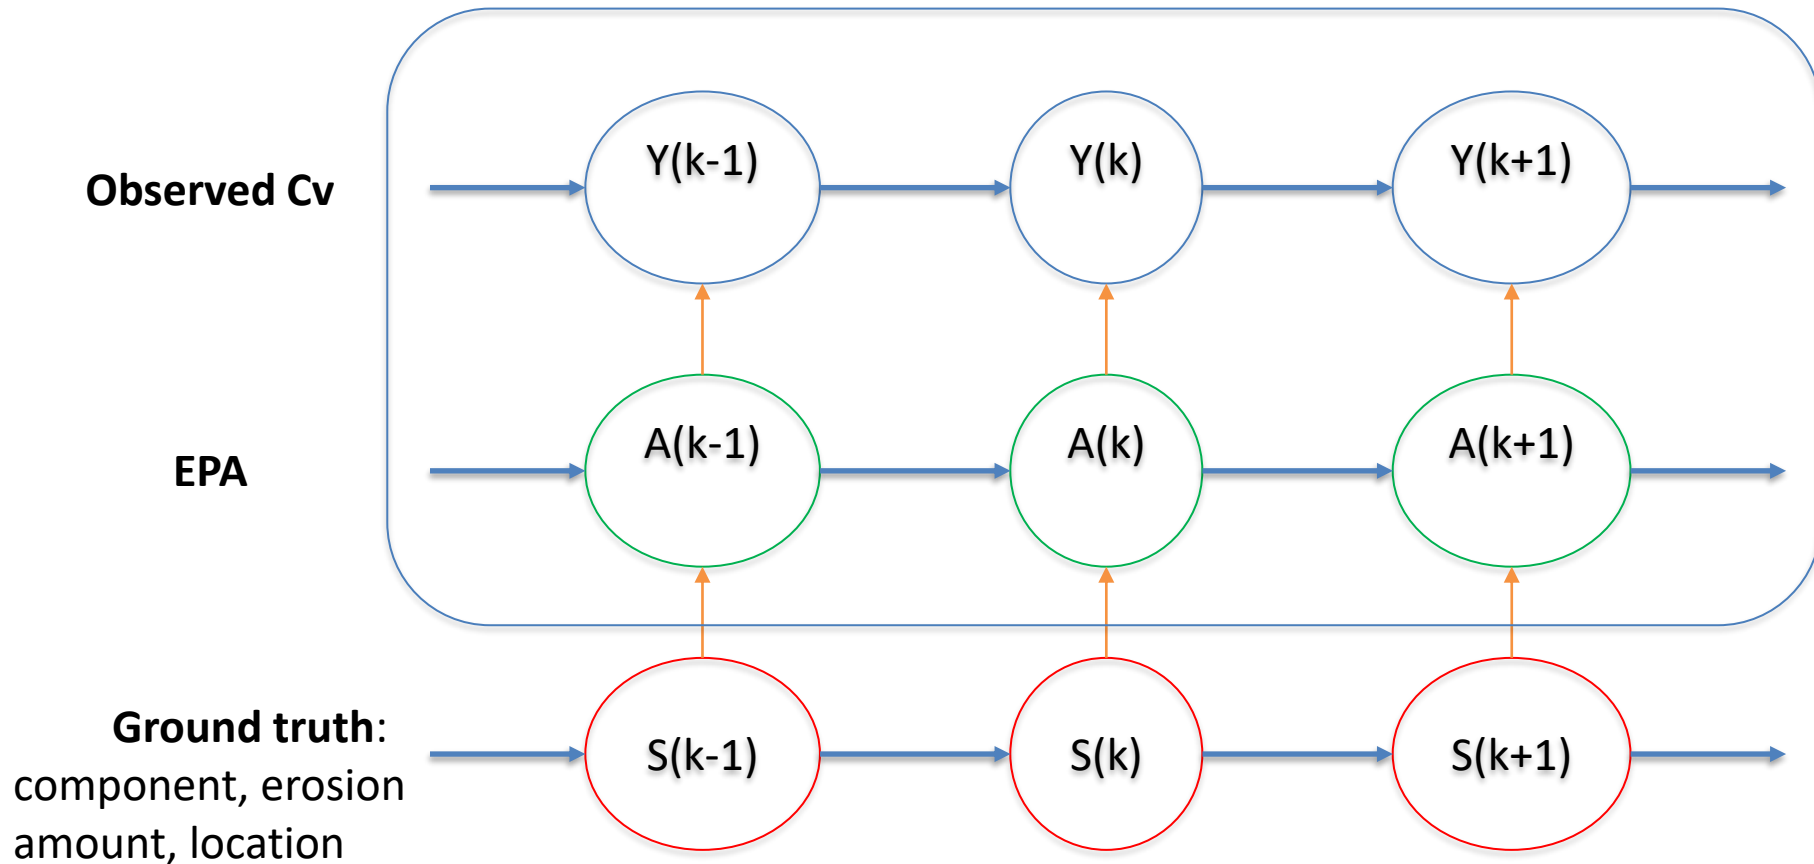 Observed Cv
Y(k-1)
Y(k)
Y(k+1)
EPA
A(k-1)
A(k)
A(k+1)
Ground truth:
component, erosion
amount, location
S(k-1)
S(k)
S(k+1)